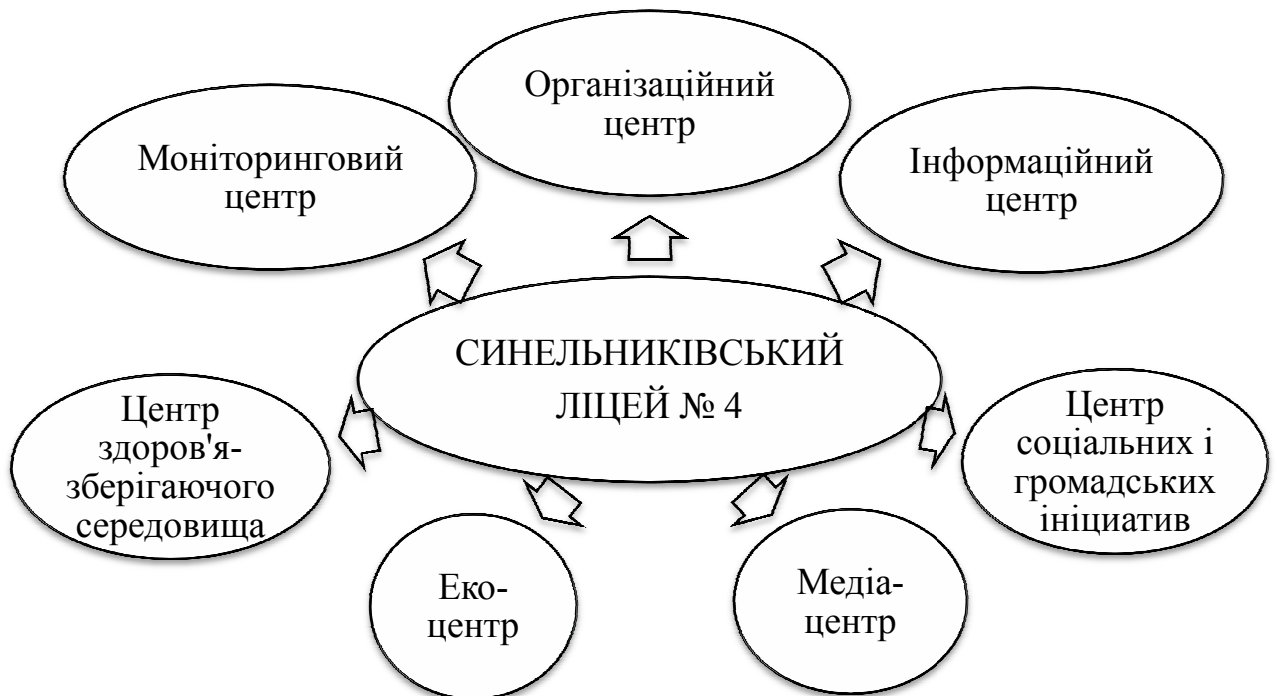 Організаційний
центр
Моніторинговий
центр
Інформаційний
центр
СИНЕЛЬНИКІВСЬКИЙ
ЛІЦЕЙ № 4
Центр
здоров'я-
зберігаючого
середовища
Центр
соціальних і
громадських
ініциатив
Еко-
центр
Медіа-
центр